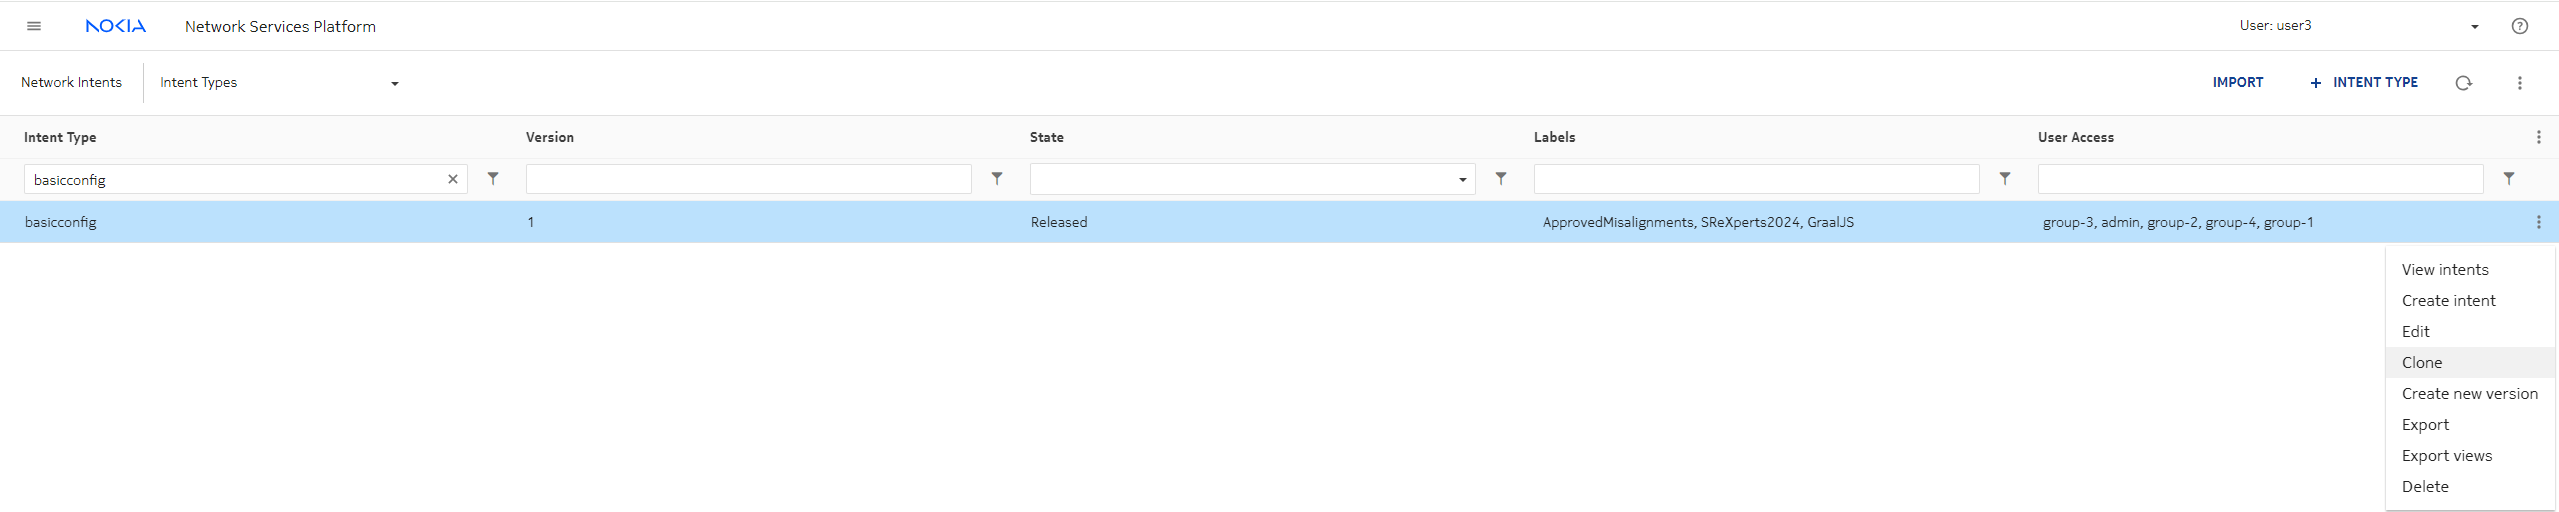 NOKIA Network Services Platform User: user3
Network Intents Intent Types IMPORT + INTENT TYPE
Intent Type Version State Labels User Access
basicconfig
basicconfig 1 Released ApprovedMisalignments, SReXperts2024, GraalJS group-3, admin, group-2, group-4, group-1
View intents
Create intent
Edit
Clone
Create new version
Export
Export views
Delete